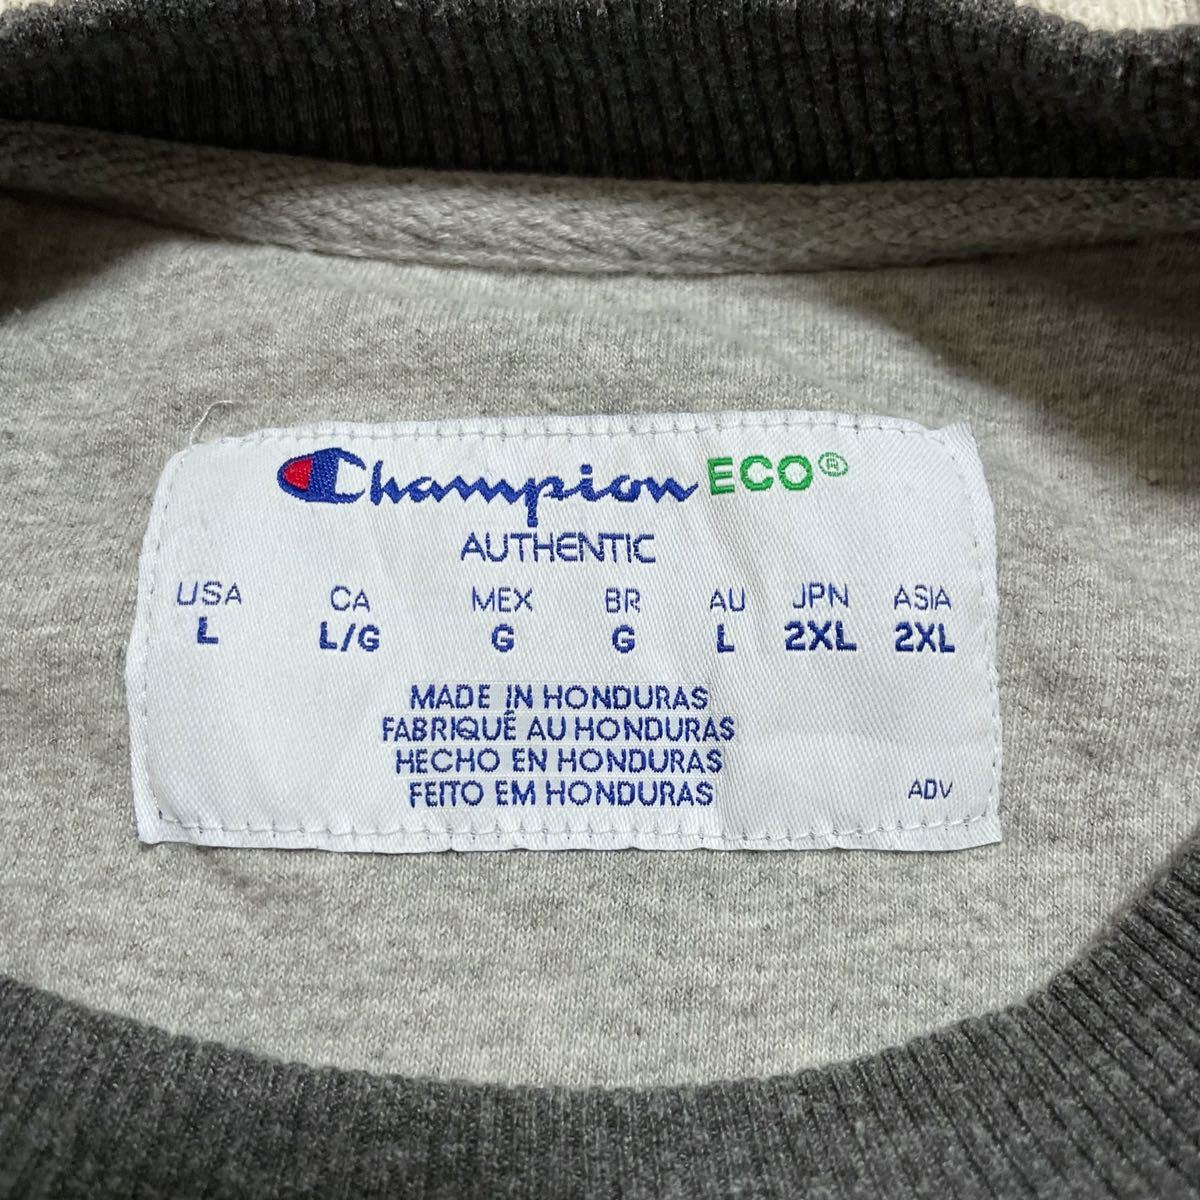 Champion ECO®
AUTHENTIC
USA CA MEX BR AU JPN ASIA
L L/G G G L 2XL 2XL
MADE IN HONDURAS
FABRIQUÉ AU HONDURAS
HECHO EN HONDURAS
FEITO EM HONDURAS
ADV